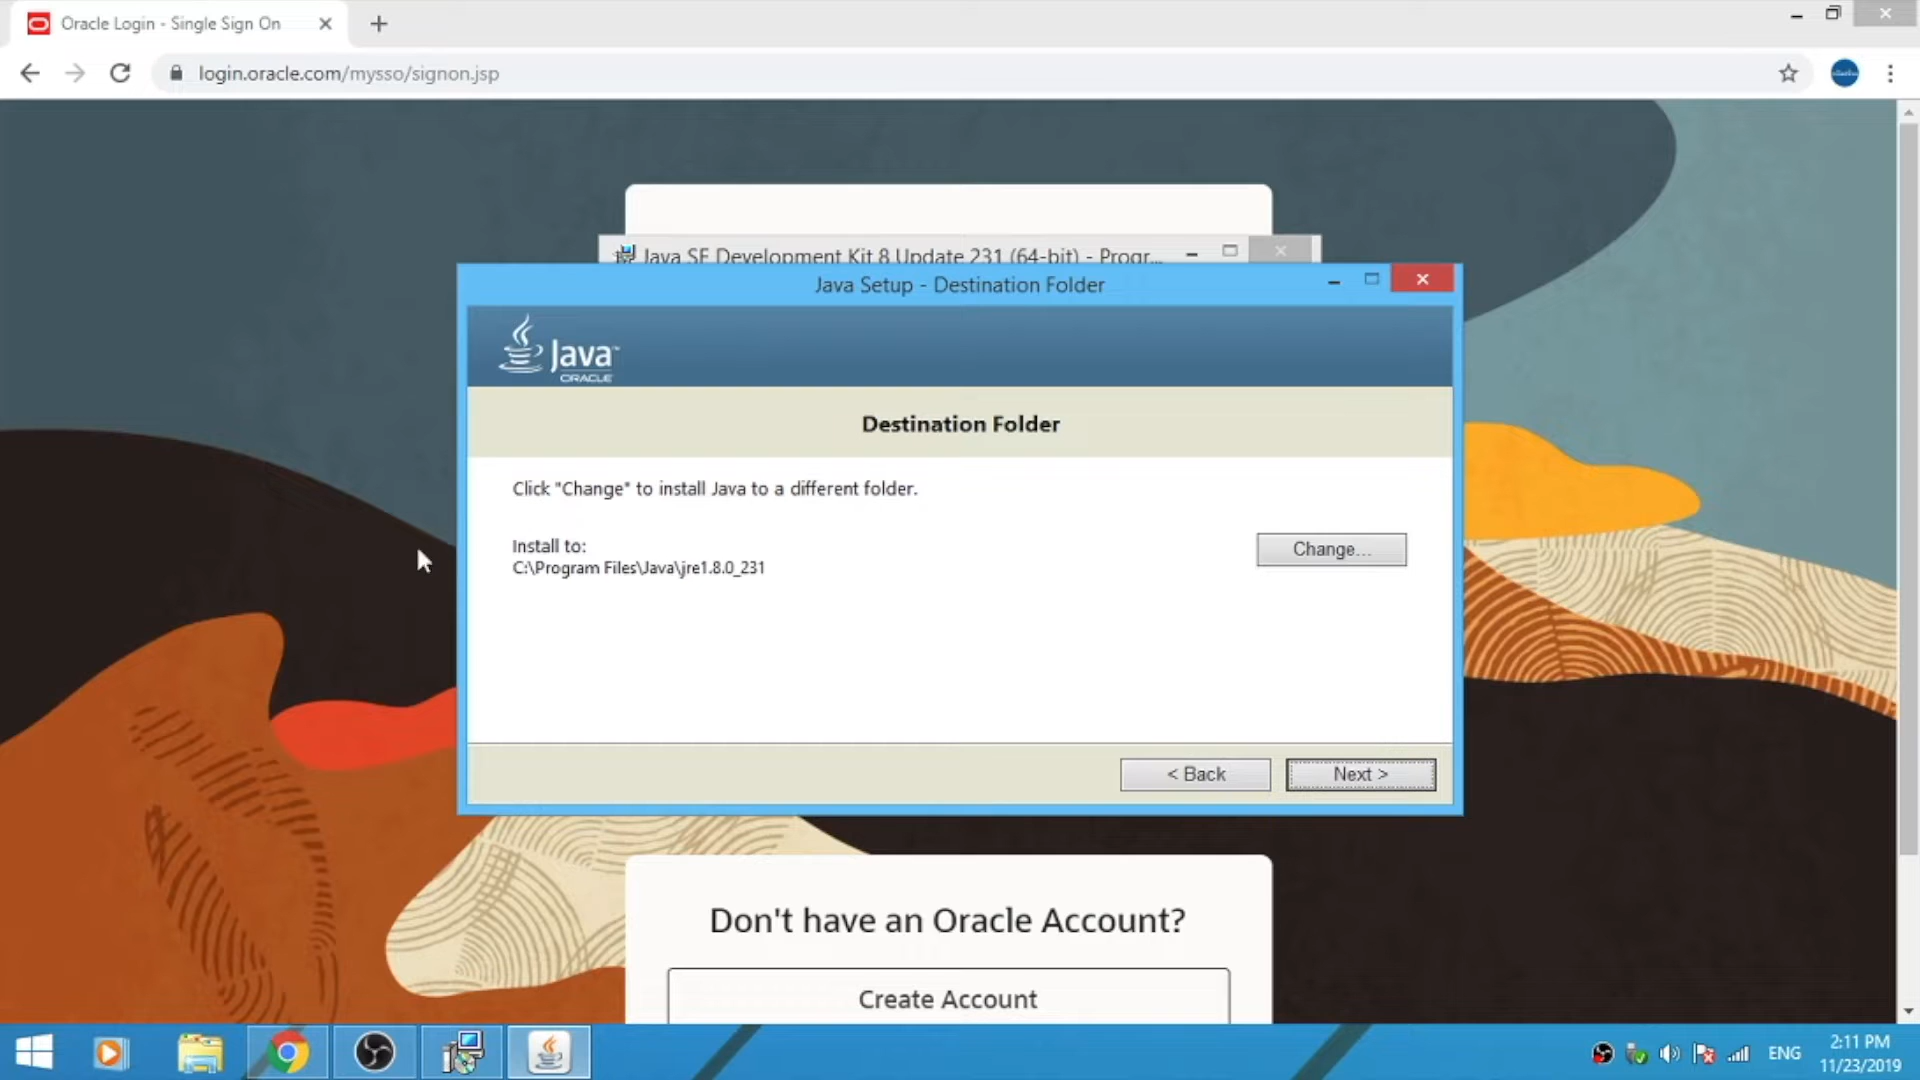 Oracle Login - Single Sign On
login.oracle.com/mysso/signon.jsp
Java SE Development Kit 8 Update 231 (64-bit) - Progr...
Java Setup - Destination Folder
Java™
ORACLE
Destination Folder
Click "Change" to install Java to a different folder.
Install to:
C:\Program Files\Java\jre1.8.0_231
Change...
< Back
Next >
Don't have an Oracle Account?
Create Account
ENG
2:11 PM
11/23/2019